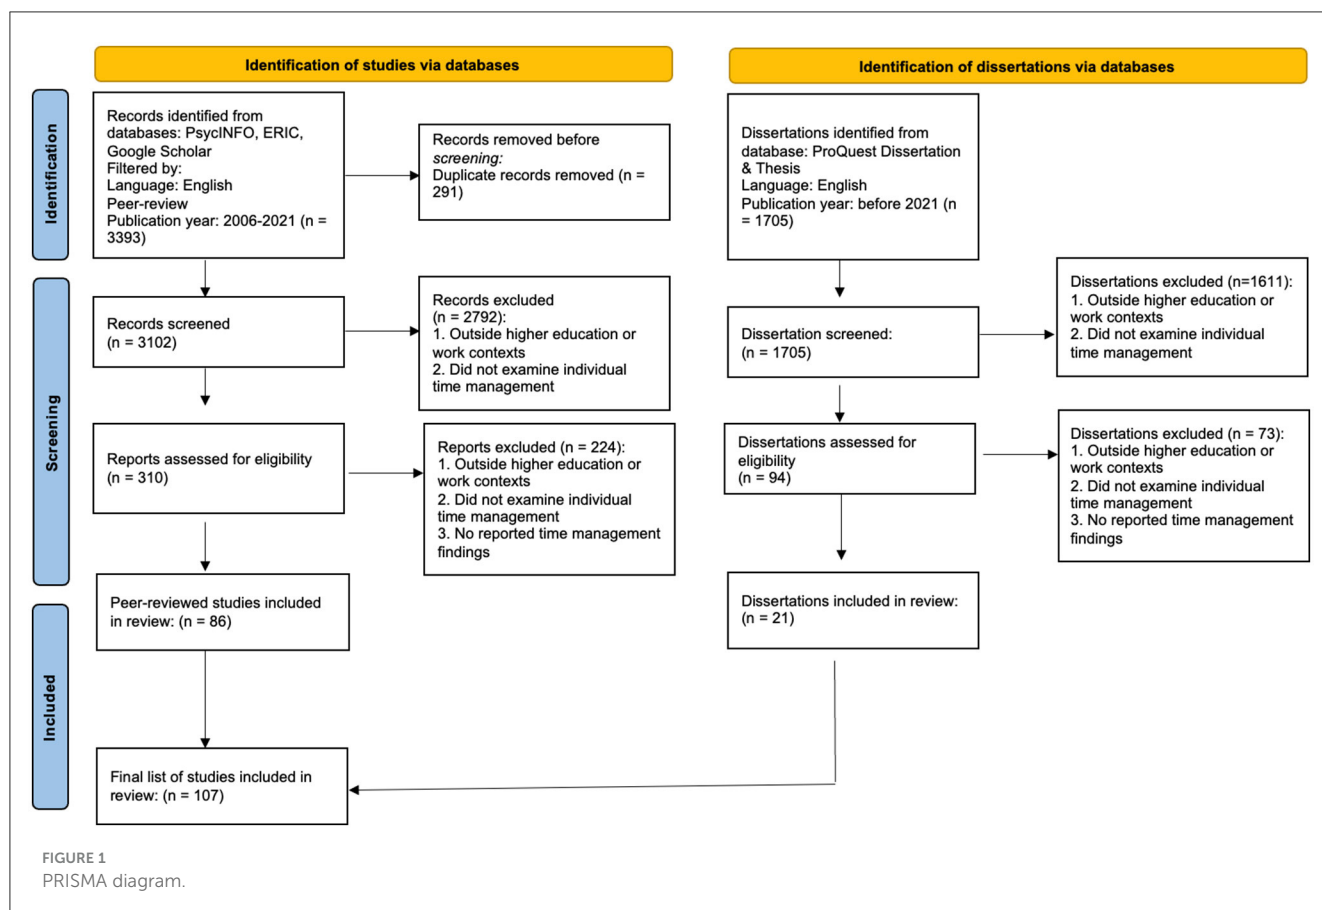 Identification of studies via databases
Identification of dissertations via databases
Identification
Records identified from
databases: PsycINFO, ERIC,
Google Scholar
Filtered by:
Language: English
Peer-review
Publication year: 2006-2021 (n =
3393)
Records removed before
screening:
Duplicate records removed (n =
291)
Dissertations identified from
database: ProQuest Dissertation
& Thesis
Language: English
Publication year: before 2021 (n
= 1705)
Screening
Records screened
(n = 3102)
Records excluded
(n = 2792):
1. Outside higher education or
work contexts
2. Did not examine individual
time management
Dissertation screened:
(n = 1705)
Dissertations excluded (n=1611):
1. Outside higher education or
work contexts
2. Did not examine individual
time management
Reports assessed for eligibility
(n = 310)
Reports excluded (n = 224):
1. Outside higher education or
work contexts
2. Did not examine individual
time management
3. No reported time management
findings
Dissertations assessed for
eligibility
(n = 94)
Dissertations excluded (n = 73):
1. Outside higher education or
work contexts
2. Did not examine individual
time management
3. No reported time management
findings
Included
Peer-reviewed studies included
in review: (n = 86)
Dissertations included in review:
(n = 21)
Final list of studies included in
review: (n = 107)
FIGURE 1
PRISMA diagram.